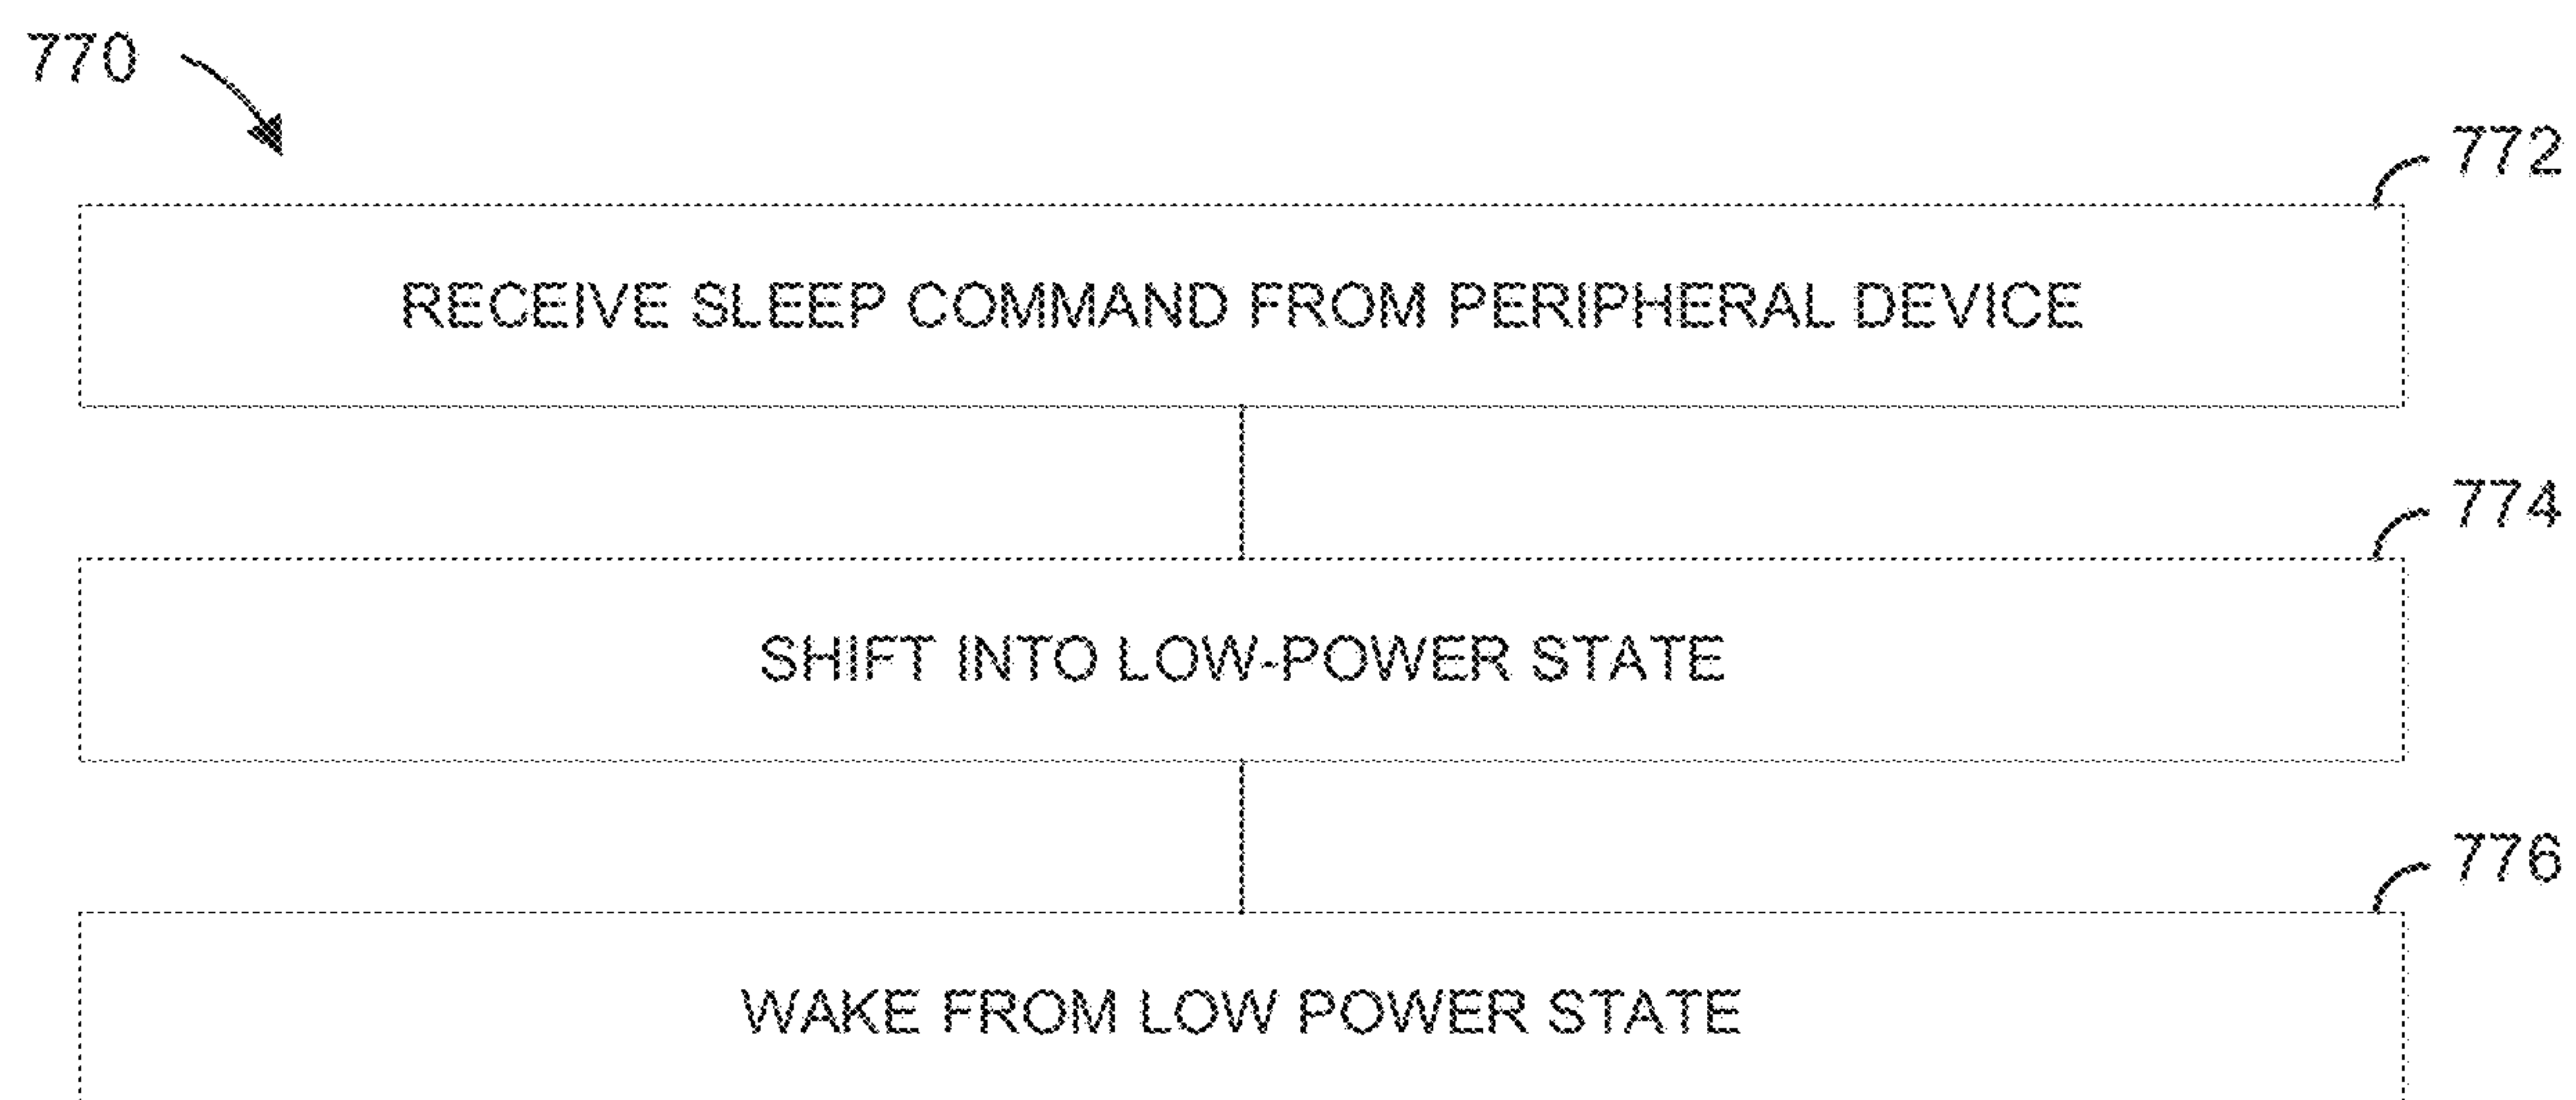 770
772
RECEIVE SLEEP COMMAND FROM PERIPHERAL DEVICE
774
SHIFT INTO LOW-POWER STATE
776
WAKE FROM LOW POWER STATE